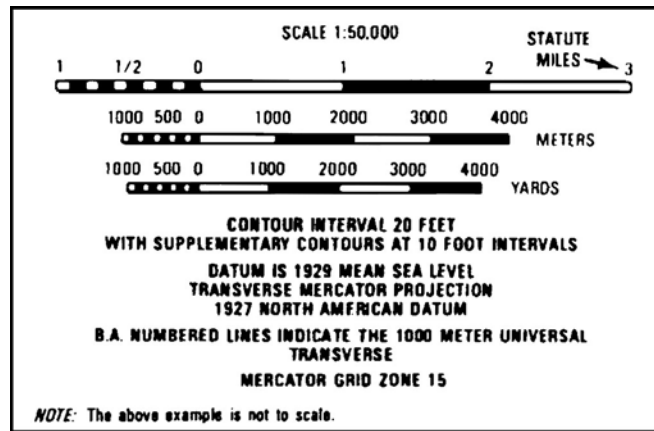 SCALE 1:50,000
STATUTE
MILES
1 1/2 0 1 2 3
1000 500 0 1000 2000 3000 4000
METERS
1000 500 0 1000 2000 3000 4000
YARDS
CONTOUR INTERVAL 20 FEET
WITH SUPPLEMENTARY CONTOURS AT 10 FOOT INTERVALS
DATUM IS 1929 MEAN SEA LEVEL
TRANSVERSE MERCATOR PROJECTION
1927 NORTH AMERICAN DATUM
B.A. NUMBERED LINES INDICATE THE 1000 METER UNIVERSAL
TRANSVERSE
MERCATOR GRID ZONE 15
NOTE: The above example is not to scale.